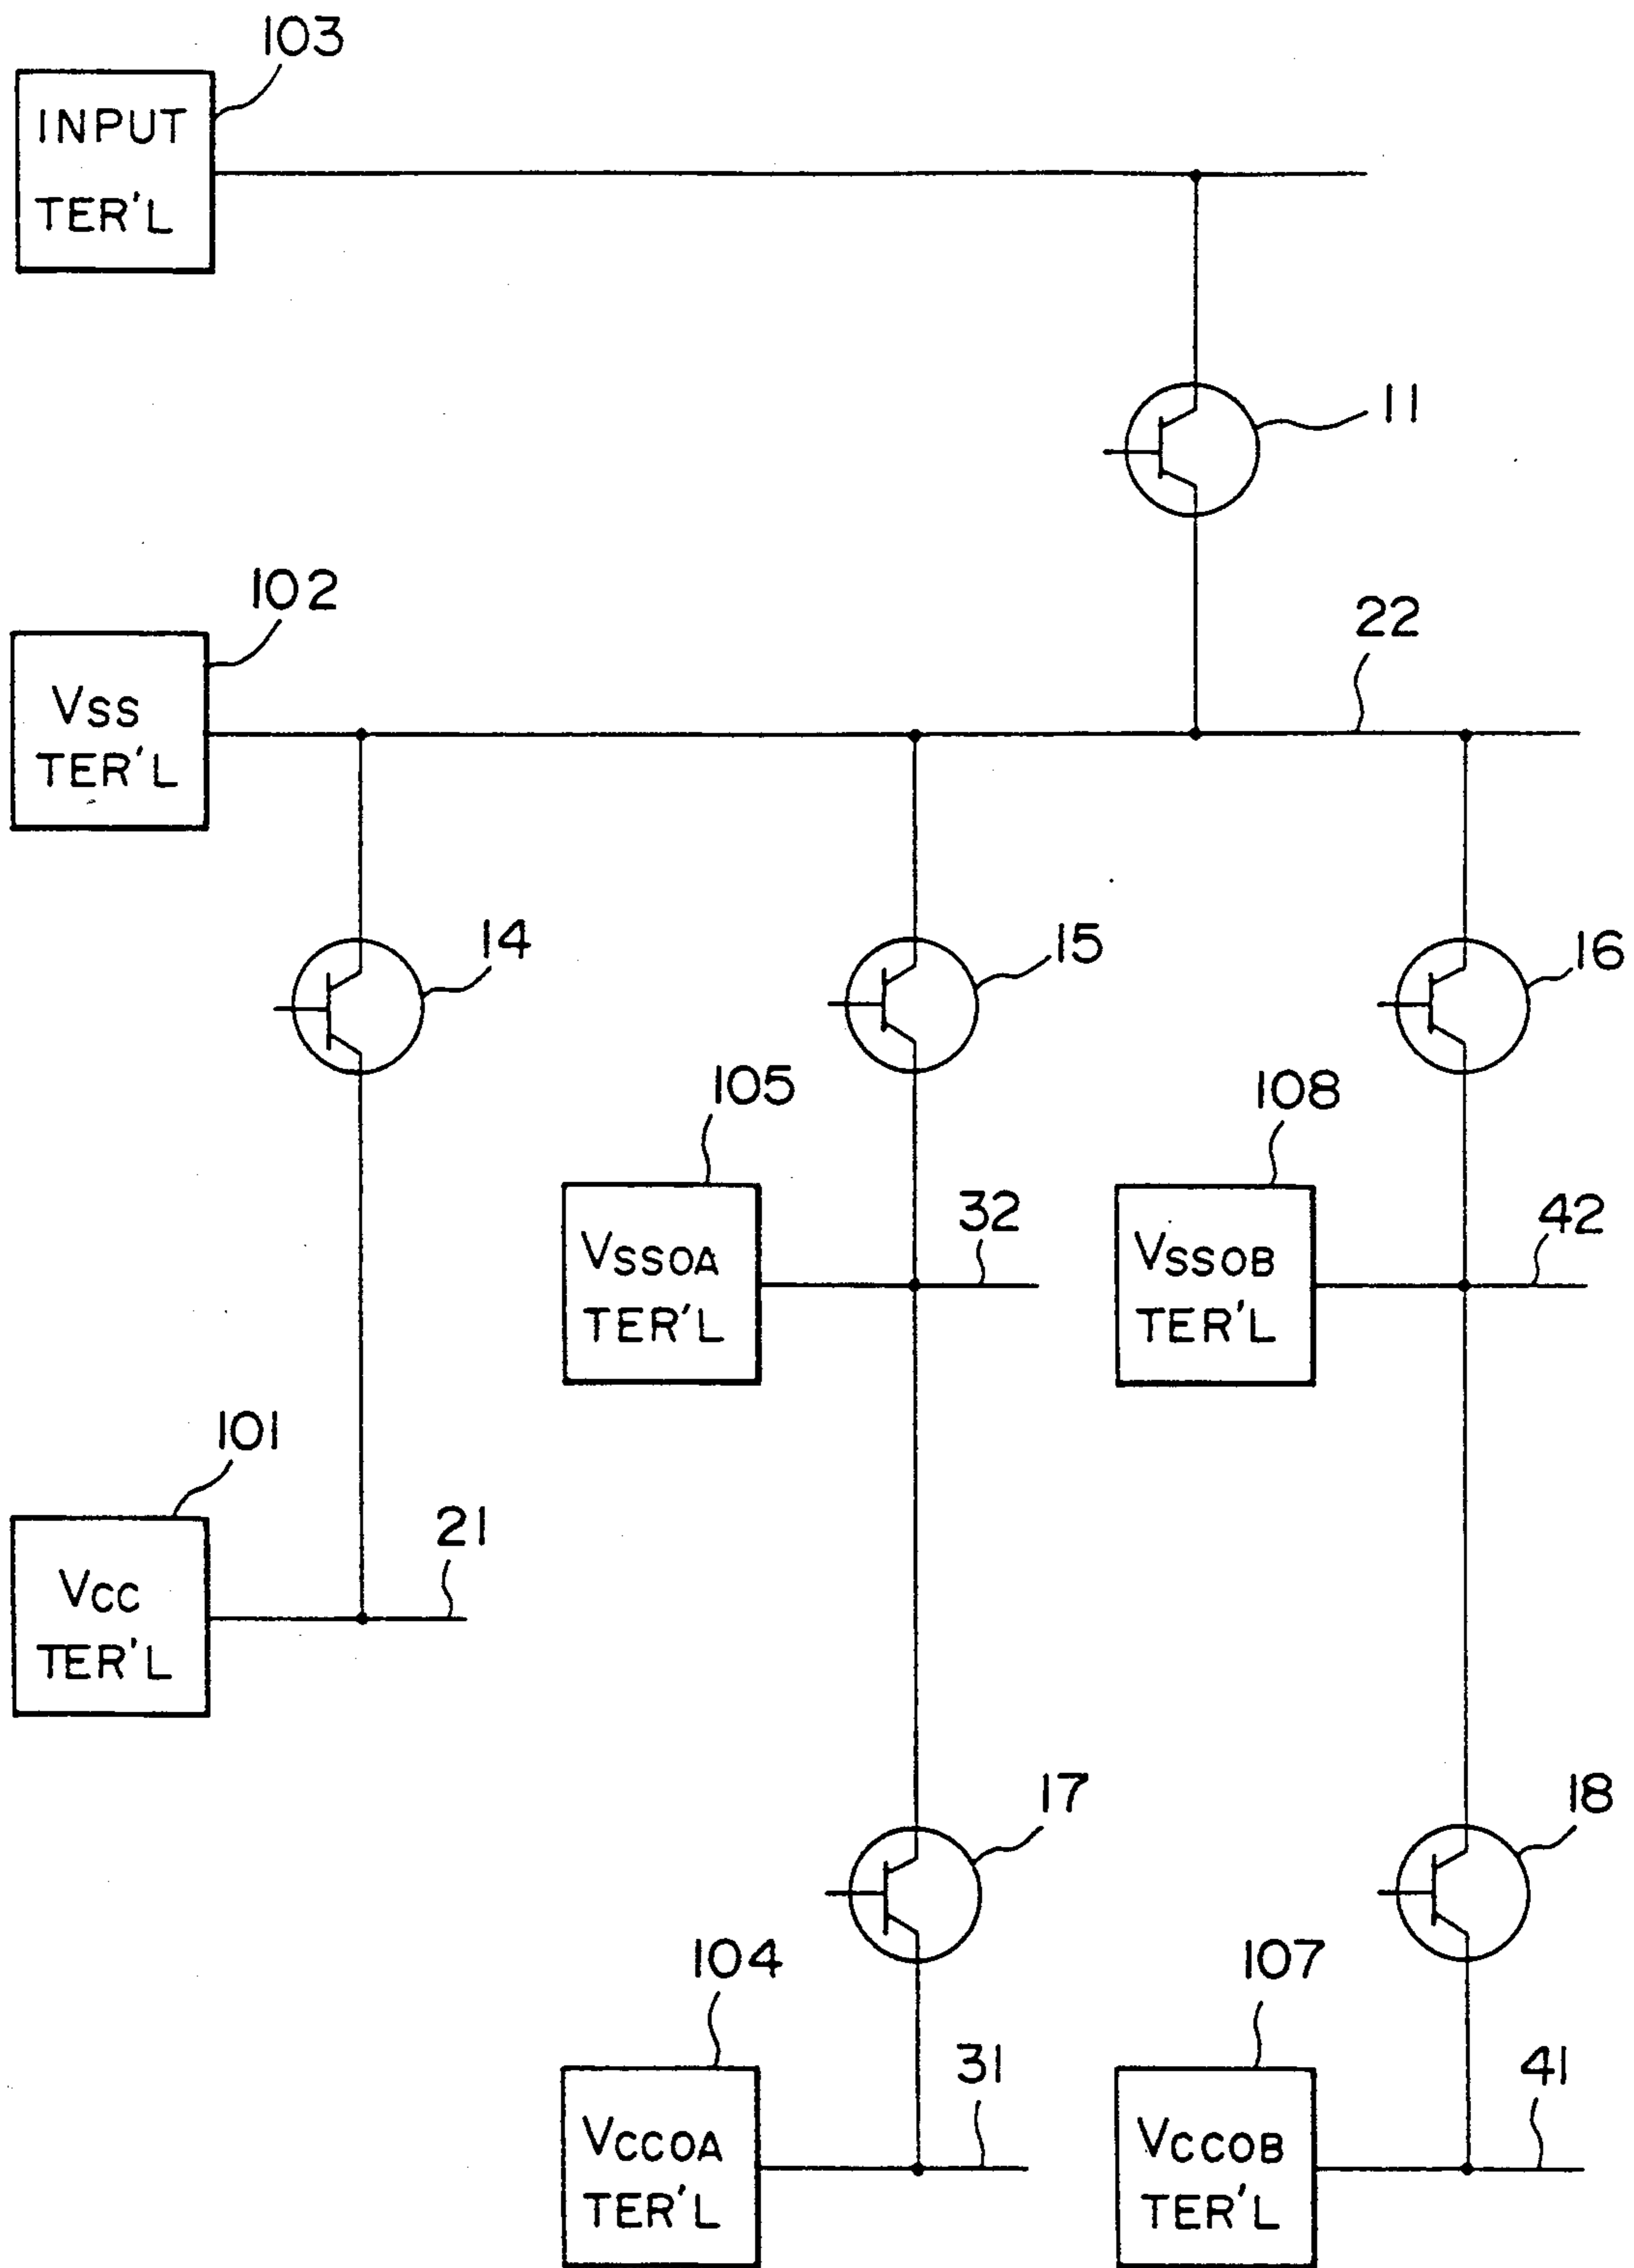 103
INPUT
TER'L
11
102
22
VSS
TER'L
14
15
16
105
108
32
42
VSSOA
TER'L
VSSOB
TER'L
101
21
VCC
TER'L
17
18
104
107
31
41
VCCOA
TER'L
VCCOB
TER'L